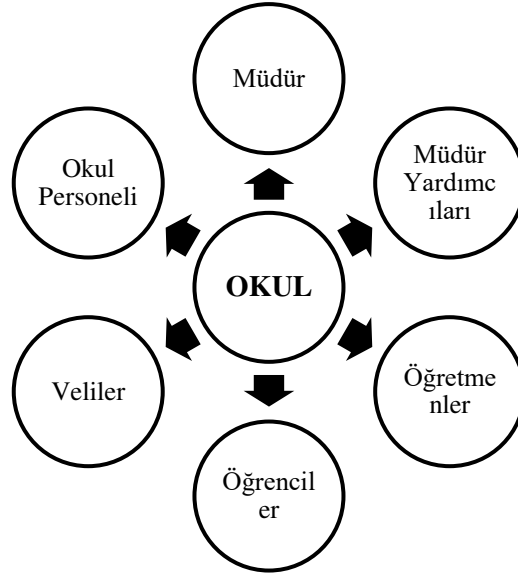 Müdür
Okul
Personeli
Müdür
Yardımc
ıları
OKUL
Veliler
Öğretme
nler
Öğrencil
er